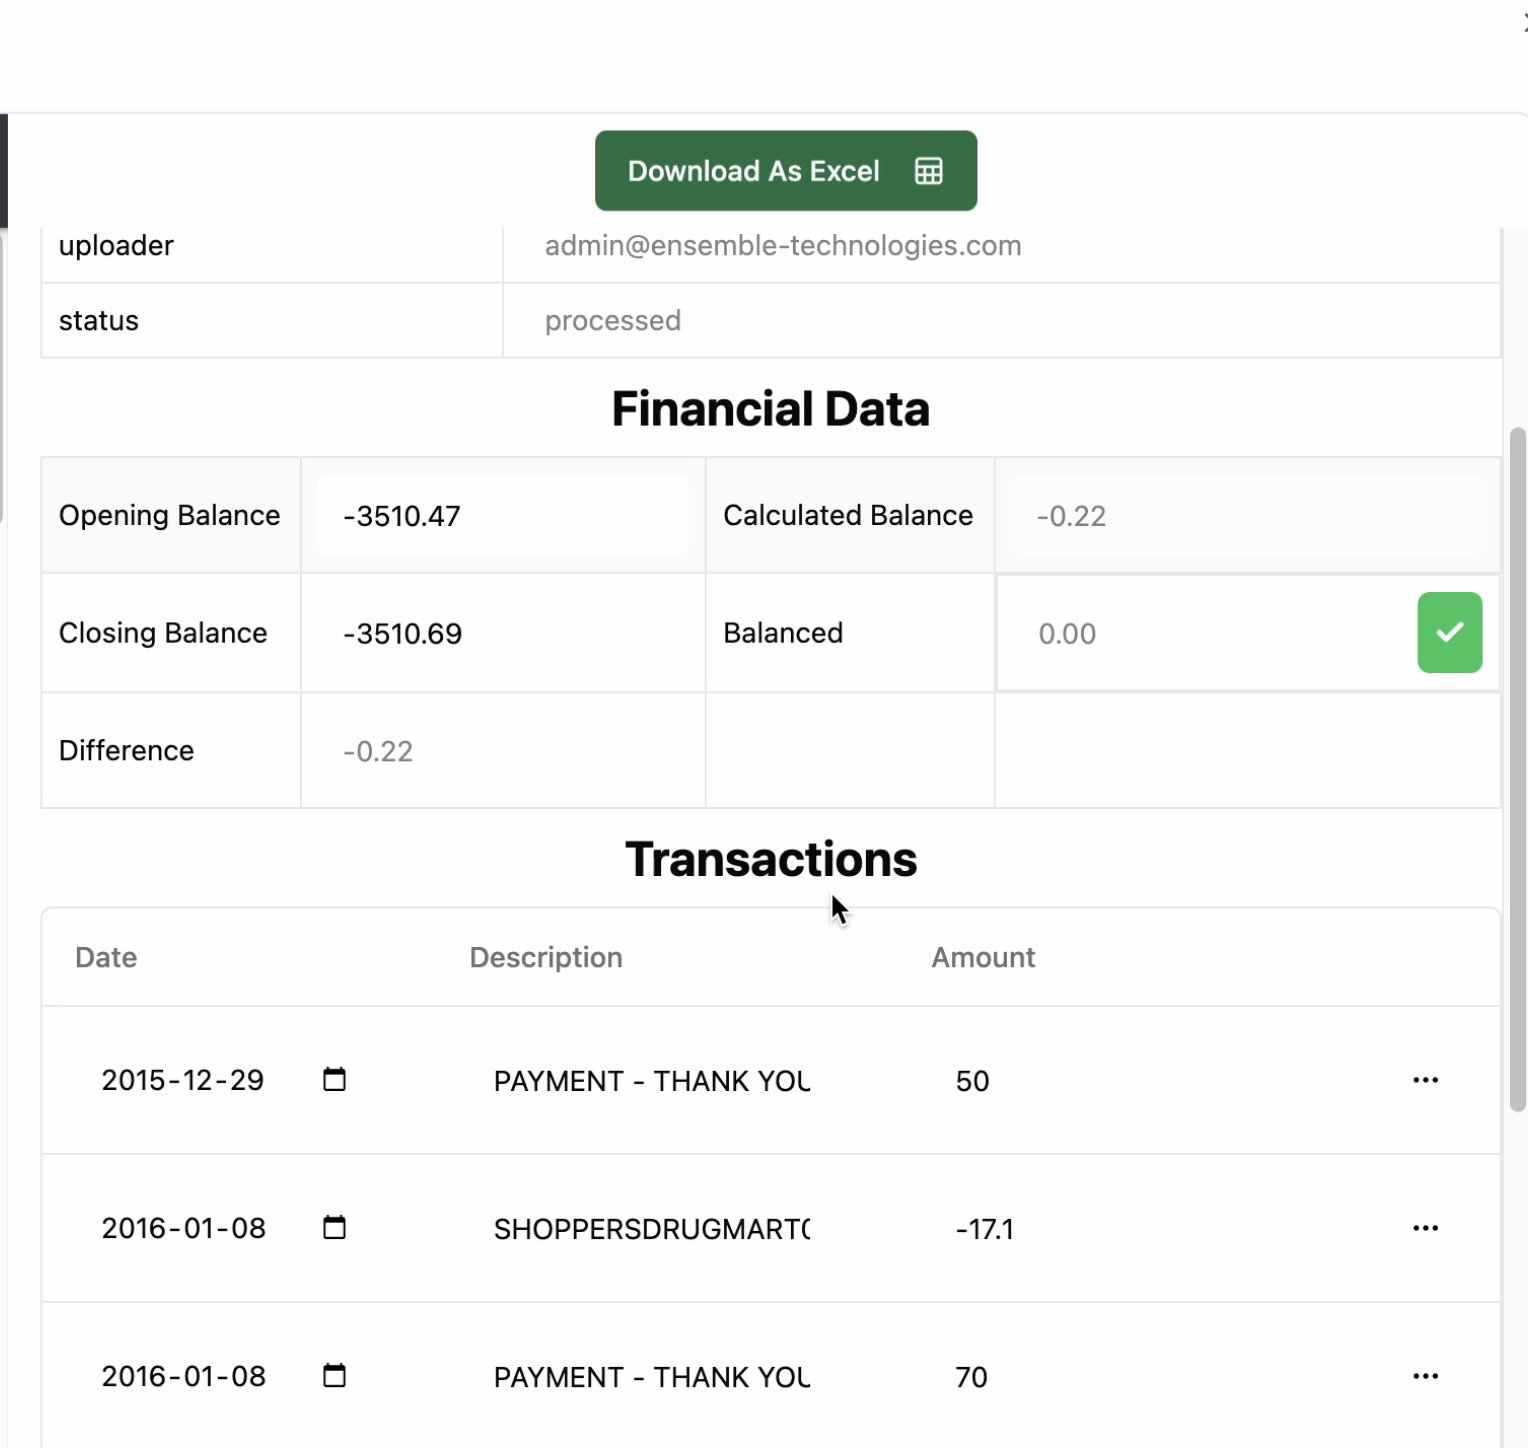 Download As Excel
uploader admin@ensemble-technologies.com
status processed
Financial Data
Opening Balance -3510.47 Calculated Balance -0.22
Closing Balance -3510.69 Balanced 0.00
Difference -0.22
Transactions
Date Description Amount
2015-12-29 PAYMENT - THANK YOU 50
2016-01-08 SHOPPERSDRUGMART -17.1
2016-01-08 PAYMENT - THANK YOU 70